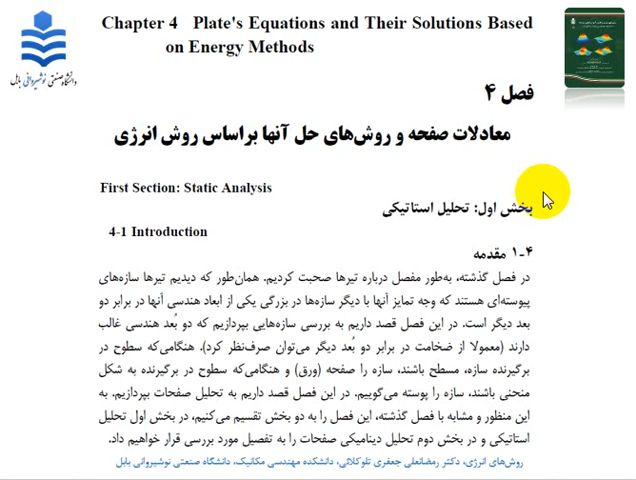 Chapter 4 Plate's Equations and Their Solutions Based
on Energy Methods
دانشگاه صنعتی نوشیروانی بابل
فصل ۴
معادلات صفحه و روش‌های حل آنها براساس روش انرژی
First Section: Static Analysis
بخش اول: تحلیل استاتیکی
4-1 Introduction
۴-۱ مقدمه
در فصل گذشته، به‌طور مفصل درباره تیرها صحبت کردیم. همان‌طور که دیدیم تیرها سازه‌های
پیوسته‌ای هستند که وجه تمایز آنها با دیگر سازه‌ها در بزرگی یکی از ابعاد هندسی آنها در برابر دو
بعد دیگر است. در این فصل قصد داریم به بررسی سازه‌هایی بپردازیم که دو بُعد هندسی غالب
دارند (معمولا از ضخامت در برابر دو بُعد دیگر می‌توان صرف‌نظر کرد). هنگامی‌که سطوح در
برگیرنده سازه، مسطح باشند، سازه را صفحه (ورق) و هنگامی‌که سطوح در برگیرنده به شکل
منحنی باشند، سازه را پوسته می‌گوییم. در این فصل قصد داریم به تحلیل صفحات بپردازیم. به
این منظور و مشابه با فصل گذشته، این فصل را به دو بخش تقسیم می‌کنیم، در بخش اول تحلیل
استاتیکی و در بخش دوم تحلیل دینامیکی صفحات را به تفصیل مورد بررسی قرار خواهیم داد.
روش‌های انرژی، دکتر رمضانعلی جعفری تلوکلائی، دانشکده مهندسی مکانیک، دانشگاه صنعتی نوشیروانی بابل